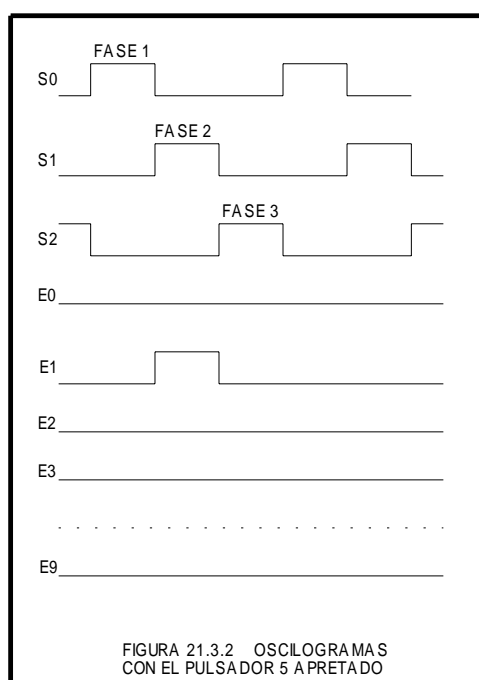 FASE 1
S0
FASE 2
S1
FASE 3
S2
E0
E1
E2
E3
E9
FIGURA 21.3.2 OSCILOGRAMAS
CON EL PULSADOR 5 APRETADO